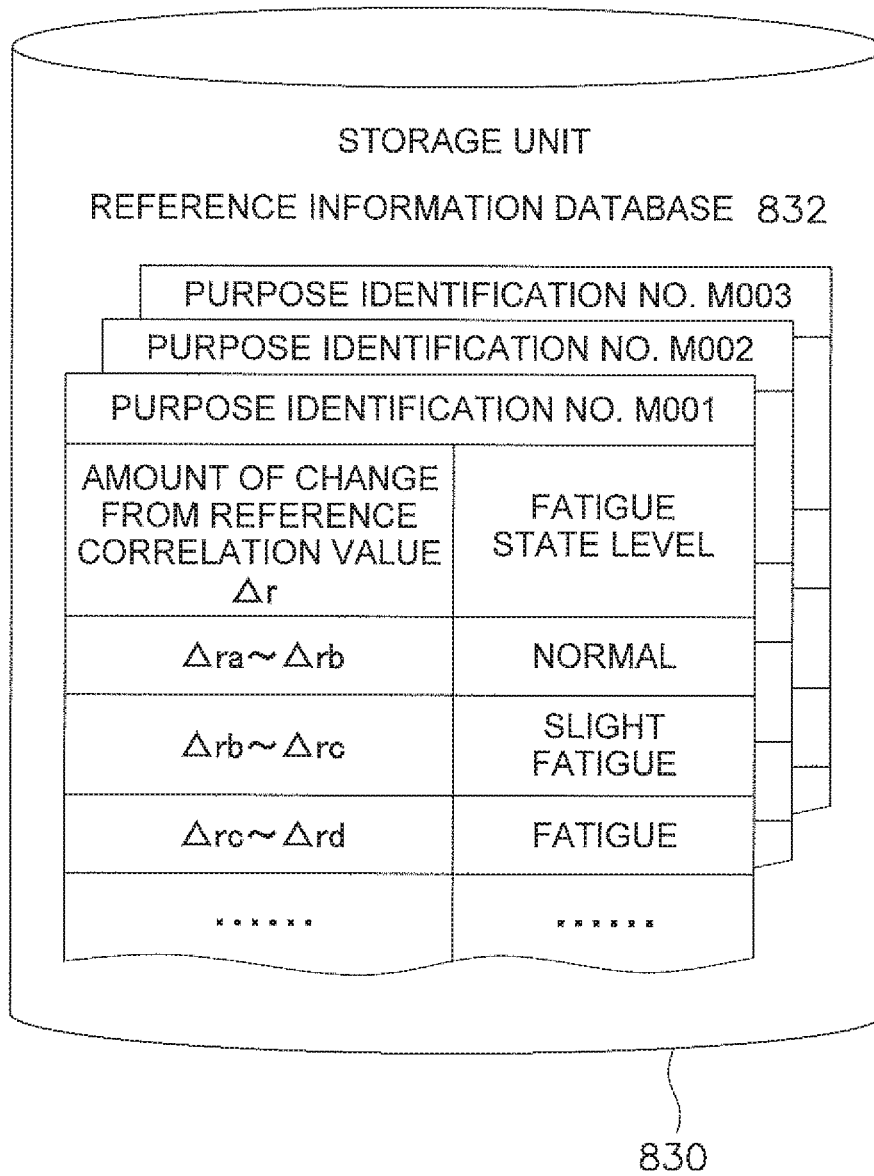 STORAGE UNIT
REFERENCE INFORMATION DATABASE 832
PURPOSE IDENTIFICATION NO. M003
PURPOSE IDENTIFICATION NO. M002
PURPOSE IDENTIFICATION NO. M001
AMOUNT OF CHANGE
FROM REFERENCE
CORRELATION VALUE
Δr
FATIGUE
STATE LEVEL
Δra~Δrb
NORMAL
Δrb~Δrc
SLIGHT
FATIGUE
Δrc~Δrd
FATIGUE
......
......
830